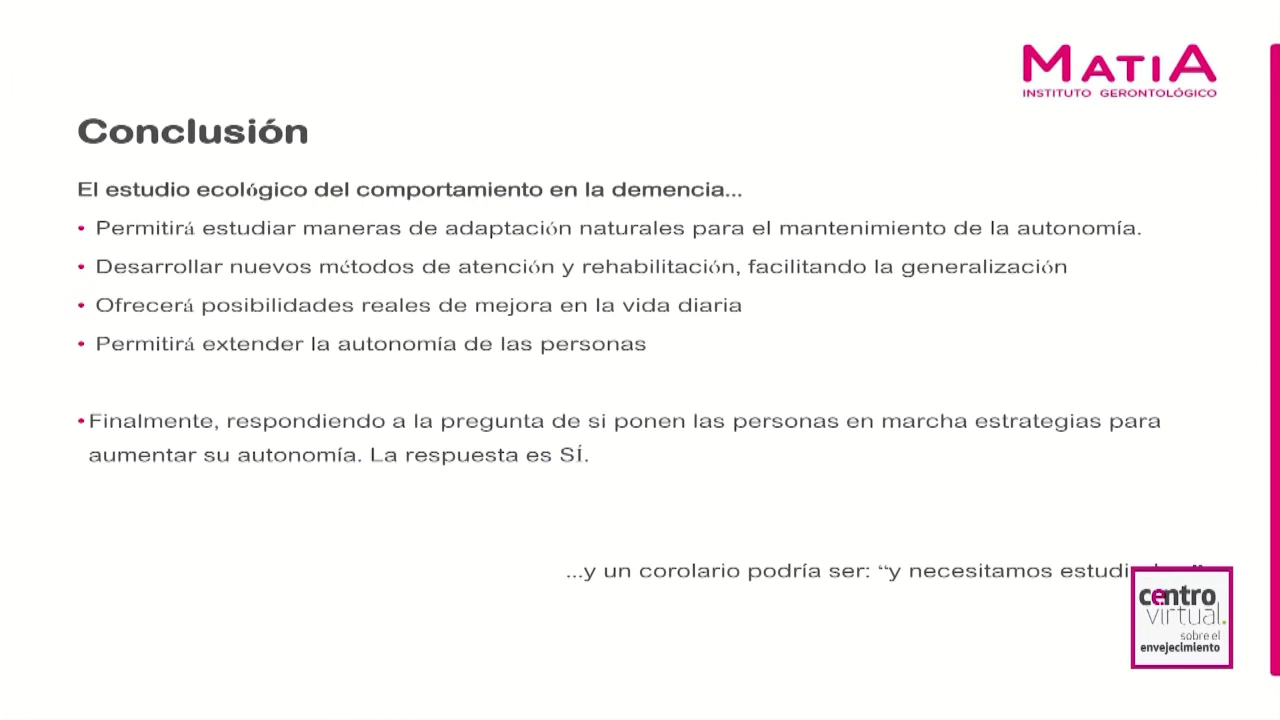 MATIA
INSTITUTO GERONTOLÓGICO
Conclusión
El estudio ecológico del comportamiento en la demencia...
• Permitirá estudiar maneras de adaptación naturales para el mantenimiento de la autonomía.
• Desarrollar nuevos métodos de atención y rehabilitación, facilitando la generalización
• Ofrecerá posibilidades reales de mejora en la vida diaria
• Permitirá extender la autonomía de las personas
• Finalmente, respondiendo a la pregunta de si ponen las personas en marcha estrategias para
aumentar su autonomía. La respuesta es SÍ.
...y un corolario podría ser: “y necesitamos
centro
virtual.
sobre el
envejecimiento